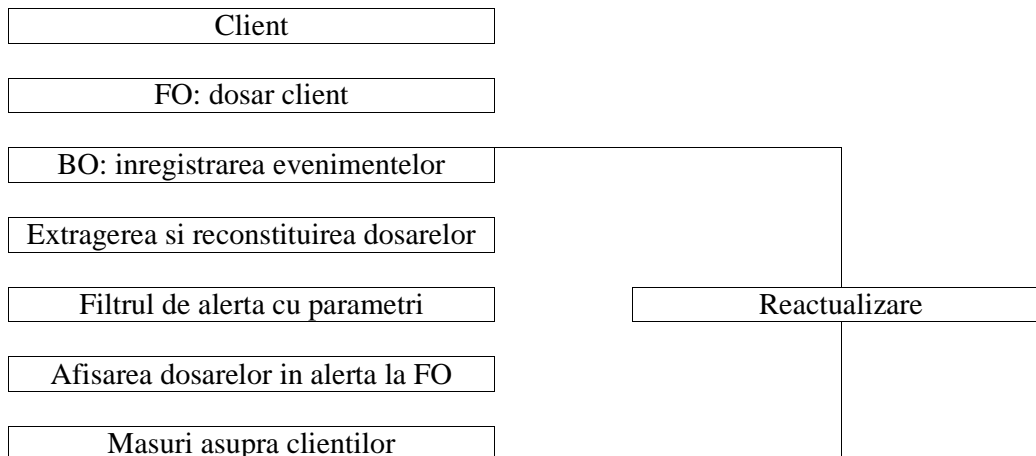 Client
FO: dosar client
BO: inregistrarea evenimentelor
Extragerea si reconstituirea dosarelor
Filtrul de alerta cu parametri
Reactualizare
Afisarea dosarelor in alerta la FO
Masuri asupra clientilor